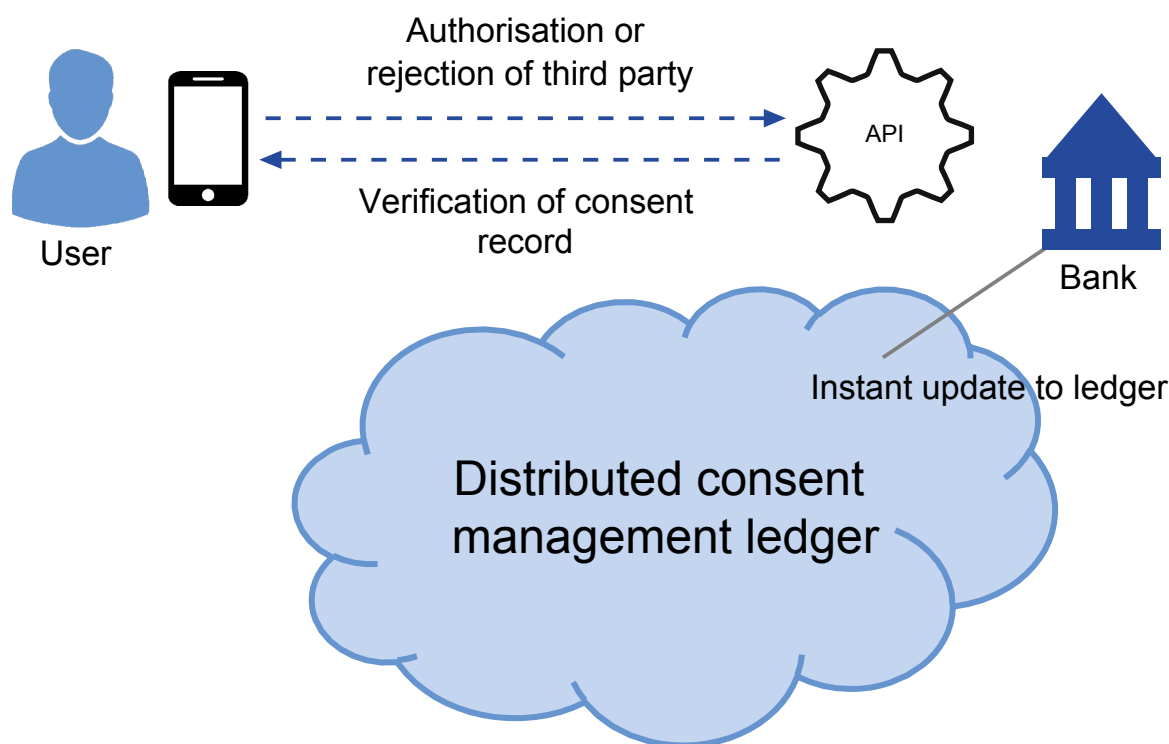 Authorisation or
rejection of third party
API
Verification of consent
record
User
Bank
Instant update to ledger
Distributed consent
management ledger